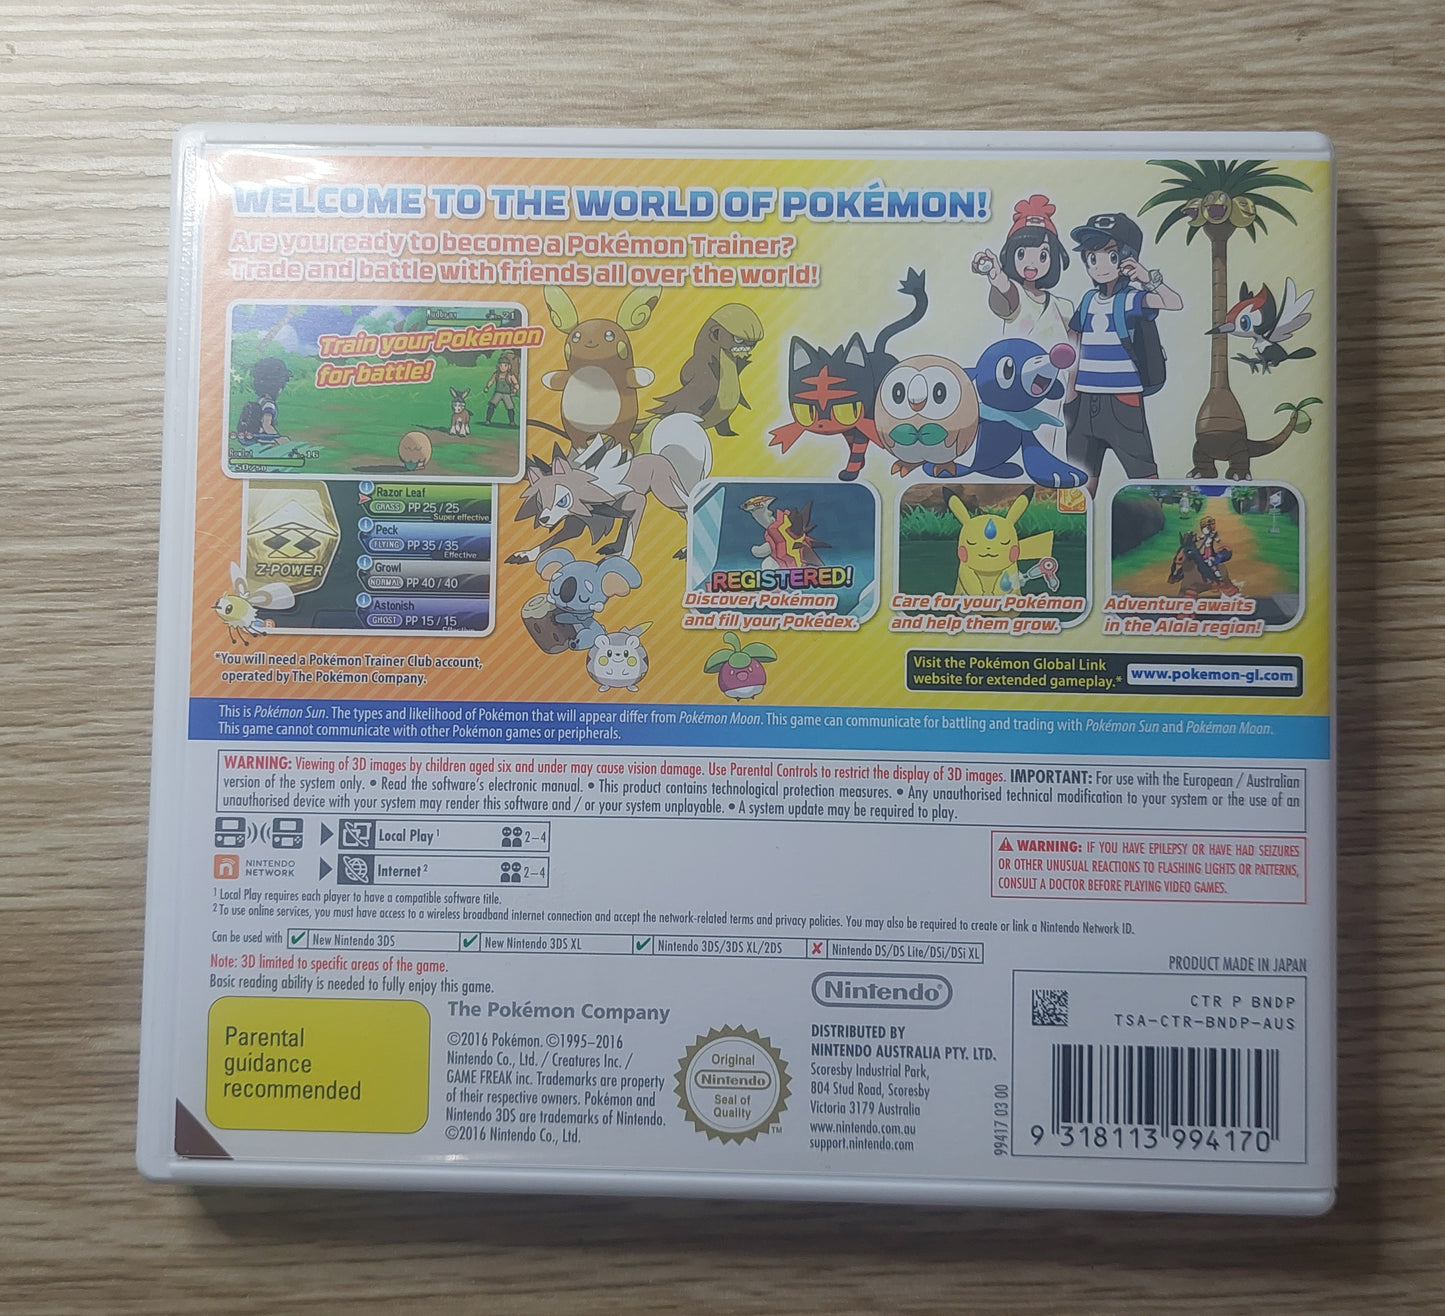 WELCOME TO THE WORLD OF POKÉMON!
Are you ready to become a Pokémon Trainer?
Trade and battle with friends all over the world!
Train your Pokémon
for battle!
Rowlet
16
50/50
21
Razor Leaf
GRASS PP 25/25
Super effective
Peck
FLYING PP 35/35
Effective
Growl
NORMAL PP 40/40
Astonish
GHOST PP 15/15
Effective
Z-POWER
B
REGISTERED!
Discover Pokémon
and fill your Pokédex.
Care for your Pokémon
and help them grow.
Adventure awaits
in the Alola region!
*You will need a Pokémon Trainer Club account,
operated by The Pokémon Company.
Visit the Pokémon Global Link
website for extended gameplay.*
www.pokemon-gl.com
This is Pokémon Sun. The types and likelihood of Pokémon that will appear differ from Pokémon Moon. This game can communicate for battling and trading with Pokémon Sun and Pokémon Moon.
This game cannot communicate with other Pokémon games or peripherals.
WARNING: Viewing of 3D images by children aged six and under may cause vision damage. Use Parental Controls to restrict the display of 3D images. IMPORTANT: For use with the European / Australian
version of the system only. • Read the software's electronic manual. • This product contains technological protection measures. • Any unauthorised technical modification to your system or the use of an
unauthorised device with your system may render this software and / or your system unplayable. • A system update may be required to play.
Local Play¹ 2–4
NINTENDO
NETWORK
Internet² 2–4
WARNING: IF YOU HAVE EPILEPSY OR HAVE HAD SEIZURES
OR OTHER UNUSUAL REACTIONS TO FLASHING LIGHTS OR PATTERNS,
CONSULT A DOCTOR BEFORE PLAYING VIDEO GAMES.
¹ Local Play requires each player to have a compatible software title.
² To use online services, you must have access to a wireless broadband internet connection and accept the network-related terms and privacy policies. You may also be required to create or link a Nintendo Network ID.
Can be used with ✓ New Nintendo 3DS ✓ New Nintendo 3DS XL ✓ Nintendo 3DS/3DS XL/2DS ✗ Nintendo DS/DS Lite/DSi/DSi XL
Note: 3D limited to specific areas of the game.
Basic reading ability is needed to fully enjoy this game.
PRODUCT MADE IN JAPAN
Parental
guidance
recommended
The Pokémon Company
©2016 Pokémon. ©1995–2016
Nintendo Co., Ltd. / Creatures Inc. /
GAME FREAK inc. Trademarks are property
of their respective owners. Pokémon and
Nintendo 3DS are trademarks of Nintendo.
©2016 Nintendo Co., Ltd.
Original
Nintendo
Seal of
Quality
TM
Nintendo®
DISTRIBUTED BY
NINTENDO AUSTRALIA PTY. LTD.
Scoresby Industrial Park,
804 Stud Road, Scoresby
Victoria 3179 Australia
www.nintendo.com.au
support.nintendo.com
CTR P BNDP
TSA-CTR-BNDP-AUS
99417 03 00
9 318113 994170